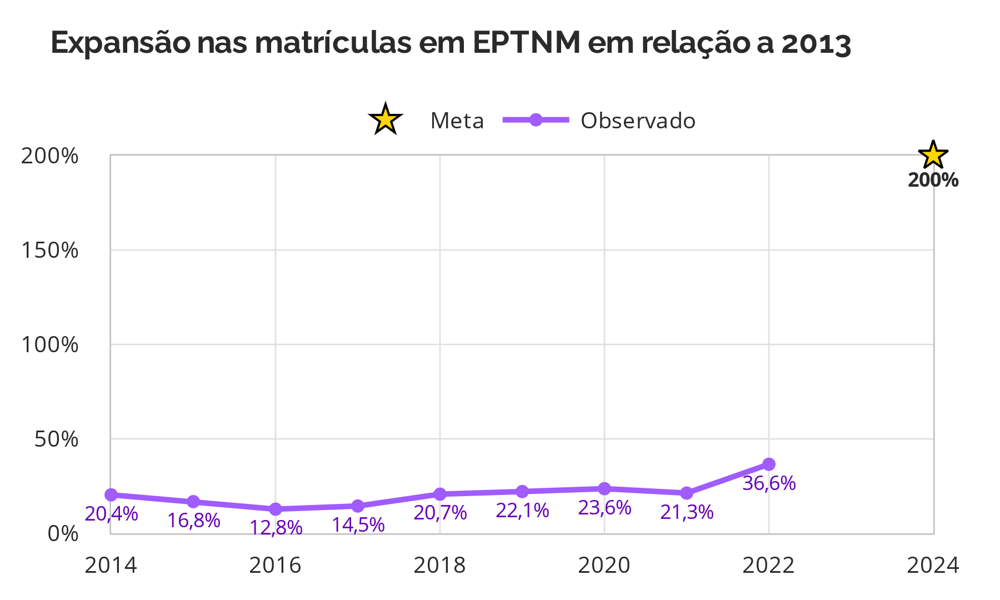 Expansão nas matrículas em EPTNM em relação a 2013
Meta Observado
200%
200%
150%
100%
50%
36,6%
20,4% 16,8% 12,8% 14,5% 20,7% 22,1% 23,6% 21,3%
0%
2014 2016 2018 2020 2022 2024